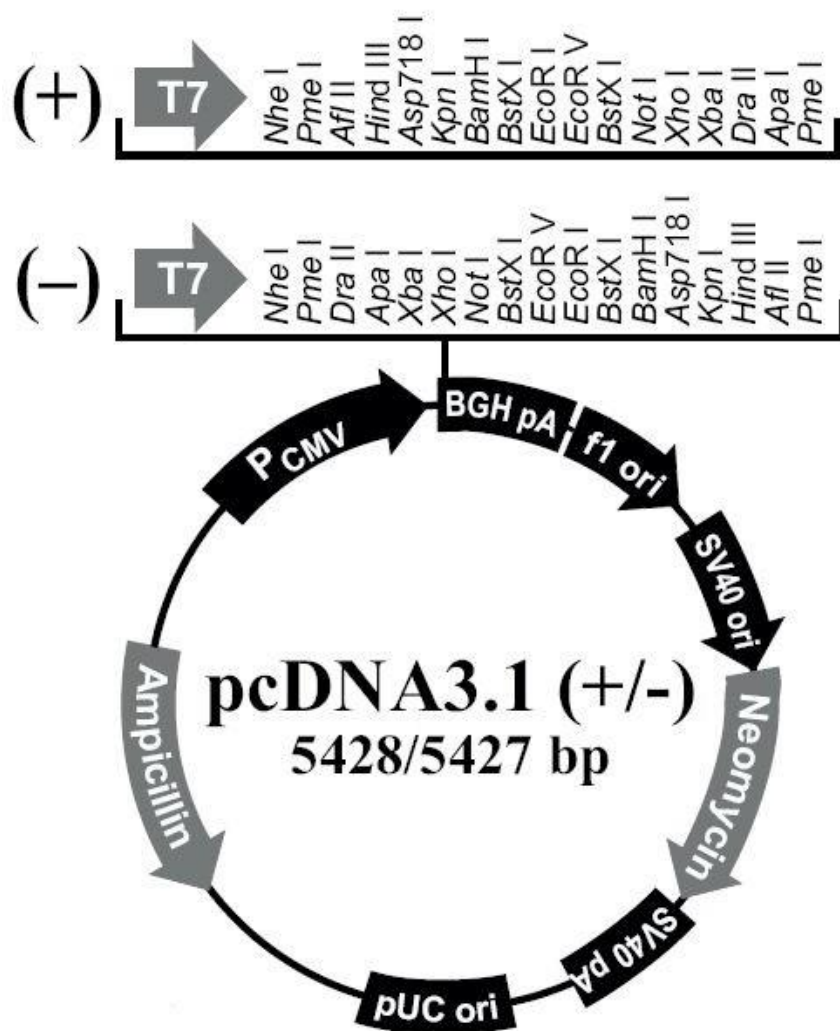 (+)
T7
Nhe I
Pme I
Afl II
Hind III
Asp718 I
Kpn I
BamH I
BstX I
EcoR I
EcoR V
BstX I
Not I
Xho I
Xba I
Dra II
Apa I
Pme I
(–)
T7
Nhe I
Pme I
Dra II
Apa I
Xba I
Xho I
Not I
BstX I
EcoR V
EcoR I
BstX I
BamH I
Asp718 I
Kpn I
Hind III
Afl II
Pme I
PCMV
BGH pA
f1 ori
SV40 ori
Neomycin
SV40 pA
pUC ori
Ampicillin
pcDNA3.1 (+/-)
5428/5427 bp